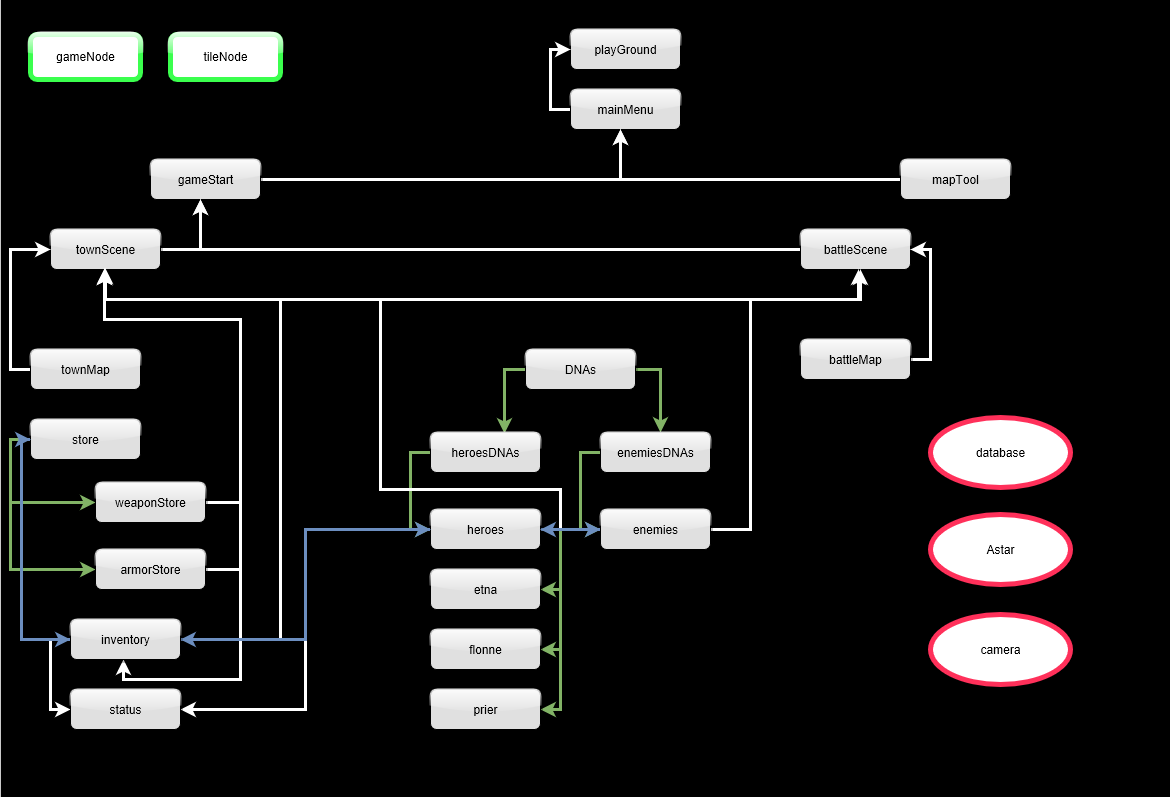 gameNode
tileNode
playGround
mainMenu
gameStart
mapTool
townScene
battleScene
townMap
DNAs
battleMap
store
heroesDNAs
enemiesDNAs
database
weaponStore
heroes
enemies
Astar
armorStore
etna
inventory
flonne
camera
status
prier